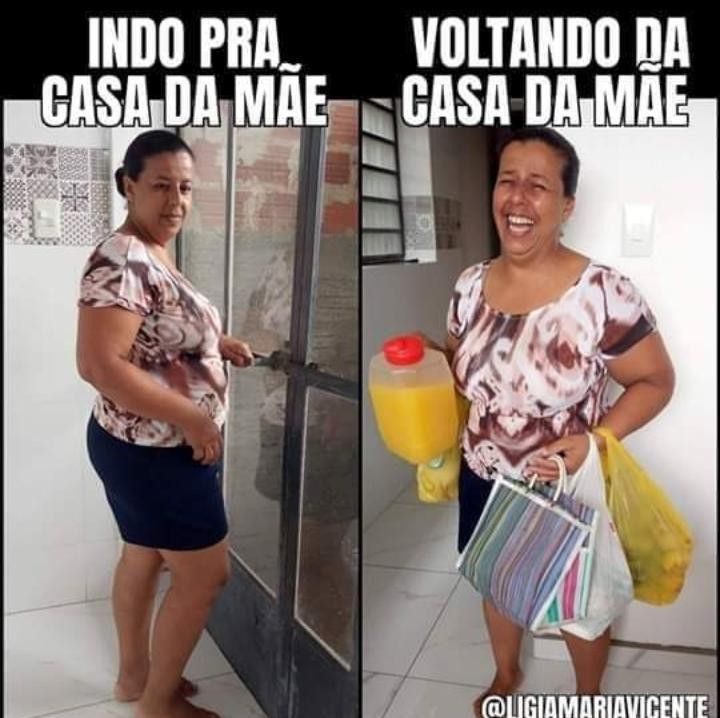 INDO PRA
CASA DA MÃE
VOLTANDO DA
CASA DA MÃE
@LIGIAMARIAVICENTE